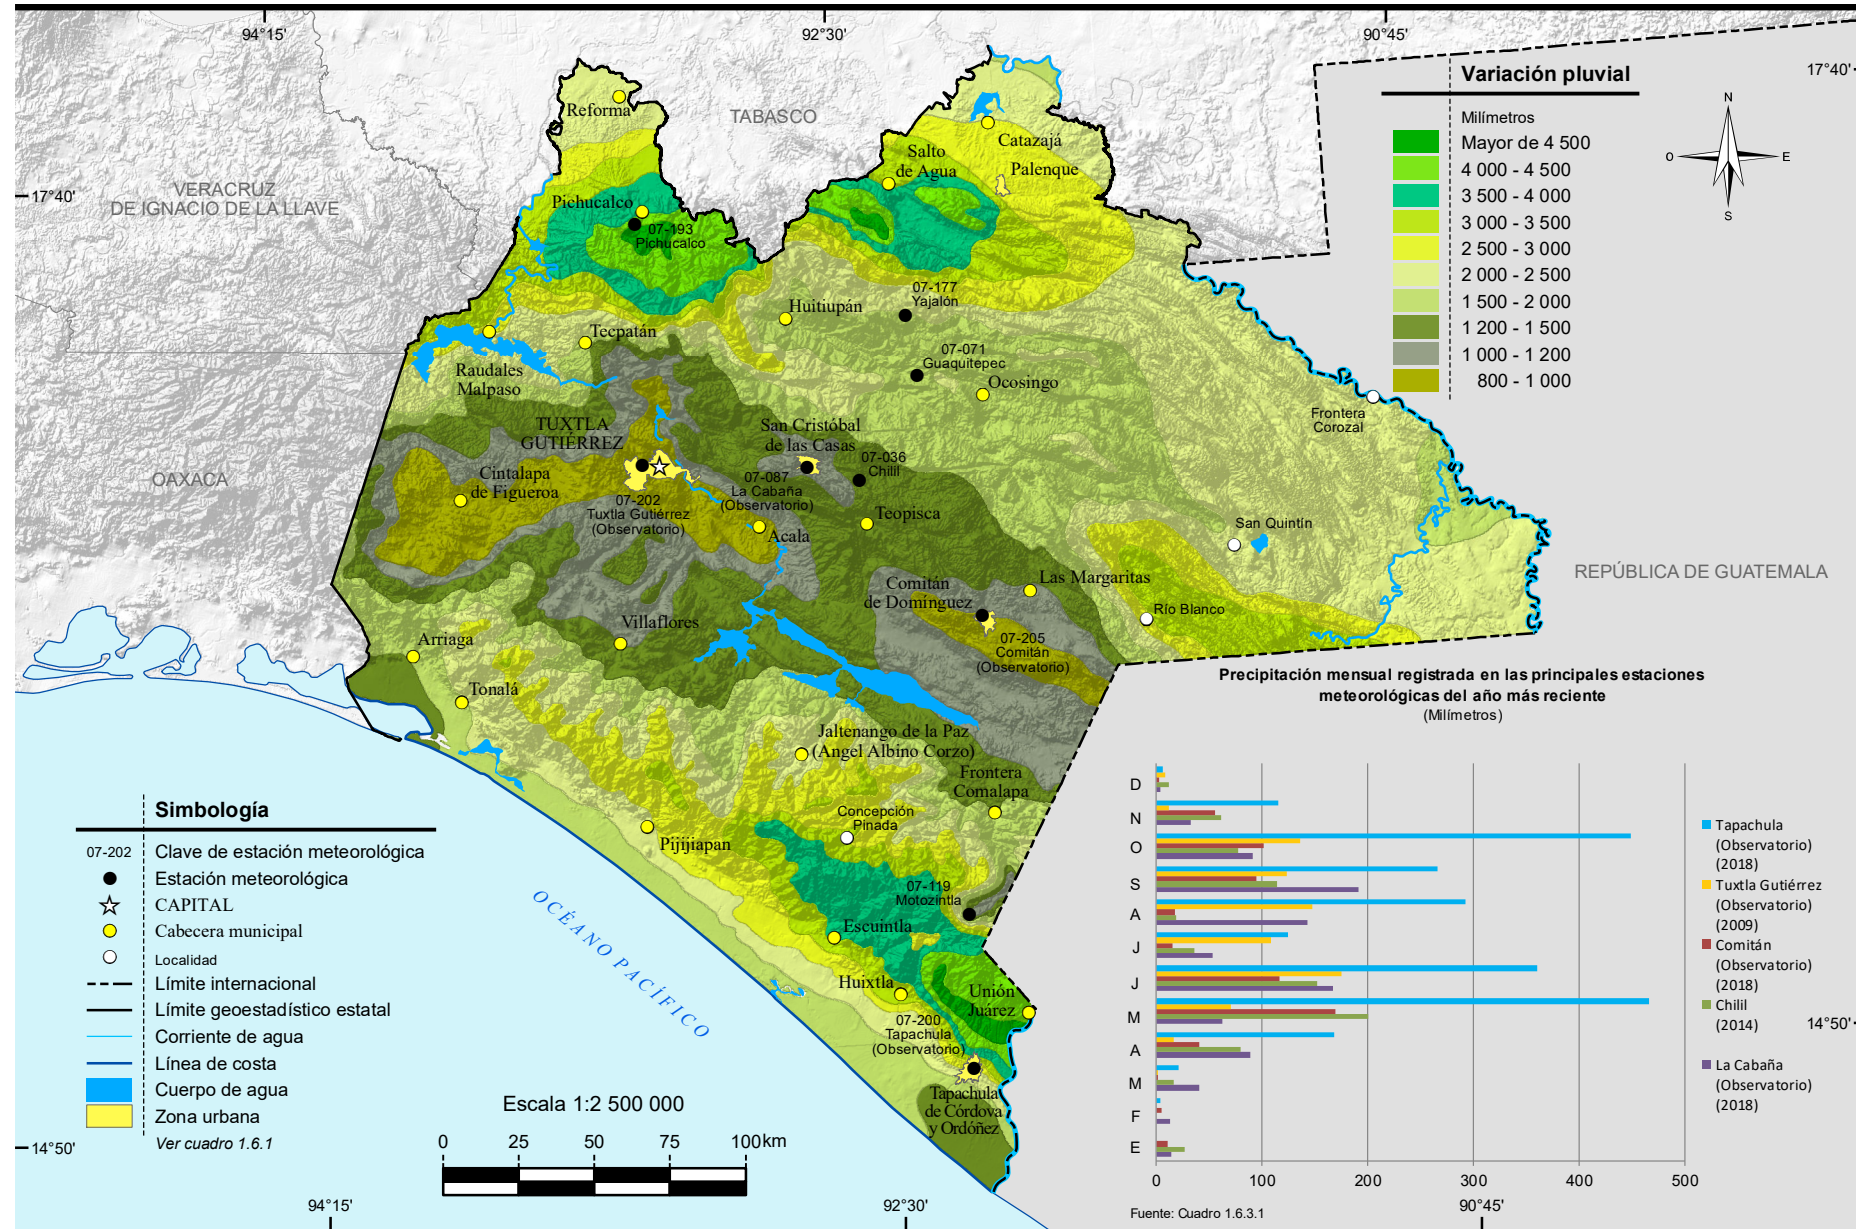 94°15'
92°30'
90°45'
17°40'
17°40'
TABASCO
VERACRUZ
DE IGNACIO DE LA LLAVE
OAXACA
REPÚBLICA DE GUATEMALA
OCÉANO PACÍFICO
Variación pluvial
Milímetros
Mayor de 4 500
4 000 - 4 500
3 500 - 4 000
3 000 - 3 500
2 500 - 3 000
2 000 - 2 500
1 500 - 2 000
1 200 - 1 500
1 000 - 1 200
800 - 1 000
N
O
E
S
Reforma
Catazajá
Salto
de Agua
Palenque
Pichucalco
07-193
Pichucalco
07-177
Yajalón
Huitiupán
Tecpatán
07-071
Guaquitepec
Ocosingo
Raudales
Malpaso
Frontera
Corozal
TUXTLA
GUTIÉRREZ
San Cristóbal
de las Casas
07-036
Chilil
Cintalapa
de Figueroa
07-087
La Cabaña
(Observatorio)
07-202
Tuxtla Gutiérrez
(Observatorio)
Teopisca
Acala
San Quintín
Comitán
de Domínguez
Las Margaritas
Río Blanco
Villaflores
07-205
Comitán
(Observatorio)
Arriaga
Tonalá
Jaltenango de la Paz
(Angel Albino Corzo)
Frontera
Comalapa
Concepción
Pinada
Pijijiapan
07-119
Motozintla
Escuintla
Huixtla
Unión
Juárez
07-200
Tapachula
(Observatorio)
Tapachula
de Córdova
y Ordóñez
Simbología
07-202 Clave de estación meteorológica
Estación meteorológica
CAPITAL
Cabecera municipal
Localidad
Límite internacional
Límite geoestadístico estatal
Corriente de agua
Línea de costa
Cuerpo de agua
Zona urbana
Ver cuadro 1.6.1
Escala 1:2 500 000
0 25 50 75 100 km
Precipitación mensual registrada en las principales estaciones
meteorológicas del año más reciente
(Milímetros)
D
N
O
S
A
J
J
M
A
M
F
E
0 100 200 300 400 500
Tapachula
(Observatorio)
(2018)
Tuxtla Gutiérrez
(Observatorio)
(2009)
Comitán
(Observatorio)
(2018)
Chilil
(2014)
La Cabaña
(Observatorio)
(2018)
Fuente: Cuadro 1.6.3.1
14°50'
14°50'
94°15'
92°30'
90°45'